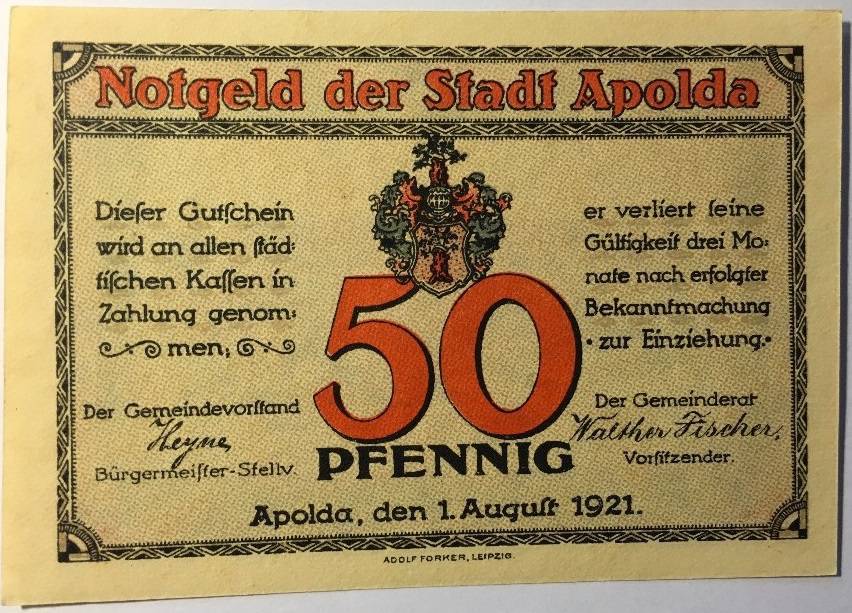 Notgeld der Stadt Apolda
Dieſer Gutſchein
wird an allen ſtäd⸗
tiſchen Kaſſen in
Zahlung genom⸗
men;
er verliert ſeine
Gültigkeit drei Mo⸗
nate nach erfolgter
Bekanntmachung
· zur Einziehung. ·
50
PFENNIG
Der Gemeindevorſtand
Heyne
Bürgermeiſter-Stellv.
Der Gemeinderat
Walther Fischer.
Vorſitzender.
Apolda, den 1. Auguſt 1921.
ADOLF FORKER, LEIPZIG.